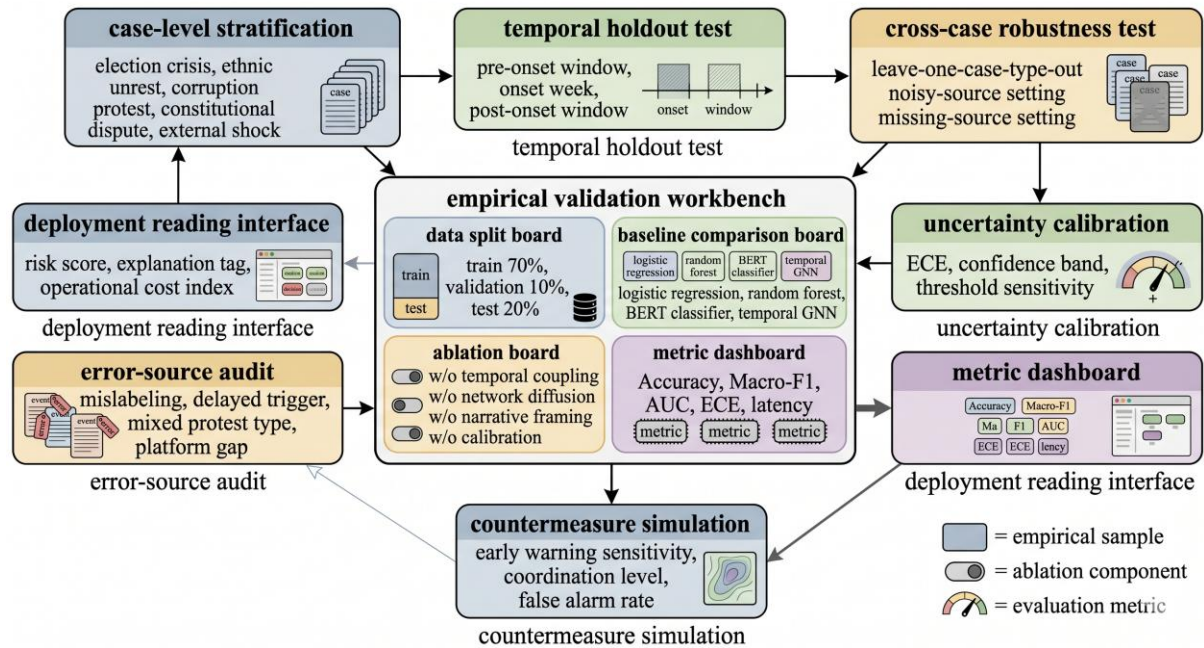 case-level stratification
election crisis, ethnic
unrest, corruption
protest, constitutional
dispute, external shock
case
temporal holdout test
pre-onset window,
onset week,
post-onset window
onset
window
temporal holdout test
cross-case robustness test
leave-one-case-type-out
noisy-source setting
missing-source setting
case
case
case
deployment reading interface
risk score, explanation tag,
operational cost index
deployment reading interface
empirical validation workbench
data split board
train
test
train 70%,
validation 10%,
test 20%
baseline comparison board
logistic
regression
random
forest
BERT
classifier
temporal
GNN
logistic regression, random forest,
BERT classifier, temporal GNN
uncertainty calibration
ECE, confidence band,
threshold sensitivity
uncertainty calibration
error-source audit
mislabeling, delayed trigger,
mixed protest type,
platform gap
event
event
event
error
error
error
error-source audit
ablation board
w/o temporal coupling
w/o network diffusion
w/o narrative framing
w/o calibration
metric dashboard
Accuracy, Macro-F1,
AUC, ECE, latency
metric
metric
metric
metric dashboard
Accuracy
Macro-F1
Ma
F1
AUC
ECE
ECE
lency
deployment reading interface
countermeasure simulation
early warning sensitivity,
coordination level,
false alarm rate
countermeasure simulation
= empirical sample
= ablation component
= evaluation metric